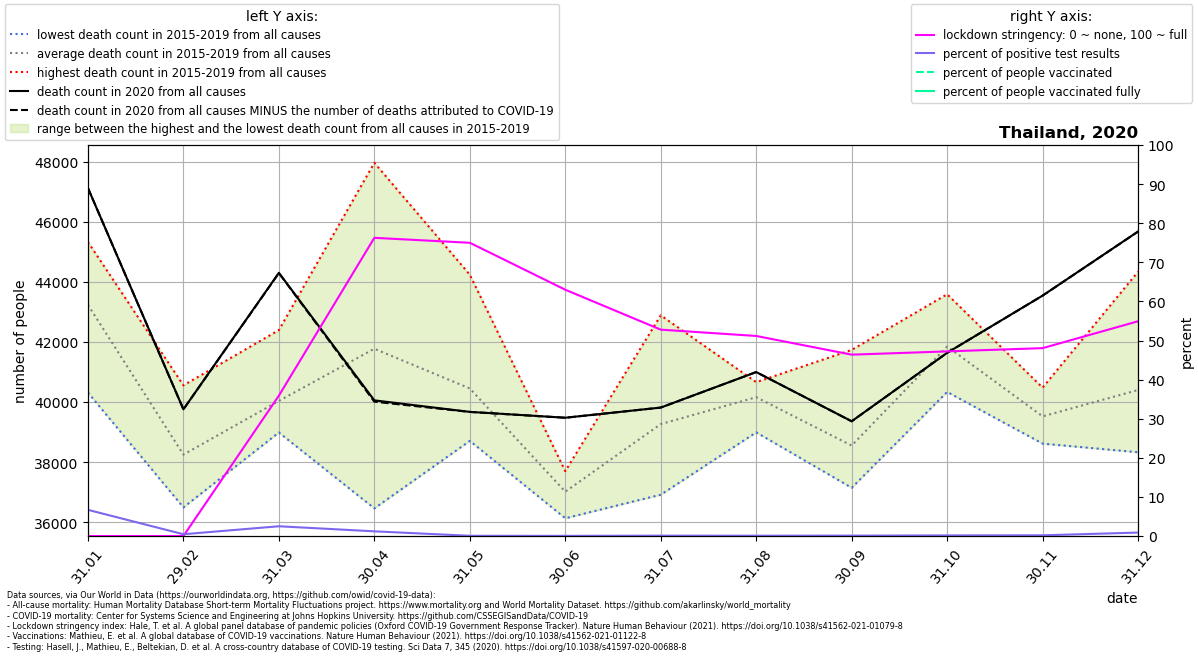 left Y axis:
lowest death count in 2015-2019 from all causes
average death count in 2015-2019 from all causes
highest death count in 2015-2019 from all causes
death count in 2020 from all causes
death count in 2020 from all causes MINUS the number of deaths attributed to COVID-19
range between the highest and the lowest death count from all causes in 2015-2019
right Y axis:
lockdown stringency: 0 ~ none, 100 ~ full
percent of positive test results
percent of people vaccinated
percent of people vaccinated fully
Thailand, 2020
number of people
48000
46000
44000
42000
40000
38000
36000
100
90
80
70
60
50
40
30
20
10
0
percent
31.01
29.02
31.03
30.04
31.05
30.06
31.07
31.08
30.09
31.10
30.11
31.12
date
Data sources, via Our World in Data (https://ourworldindata.org, https://github.com/owid/covid-19-data):
- All-cause mortality: Human Mortality Database Short-term Mortality Fluctuations project. https://www.mortality.org and World Mortality Dataset. https://github.com/akarlinsky/world_mortality
- COVID-19 mortality: Center for Systems Science and Engineering at Johns Hopkins University. https://github.com/CSSEGISandData/COVID-19
- Lockdown stringency index: Hale, T. et al. A global panel database of pandemic policies (Oxford COVID-19 Government Response Tracker). Nature Human Behaviour (2021). https://doi.org/10.1038/s41562-021-01079-8
- Vaccinations: Mathieu, E. et al. A global database of COVID-19 vaccinations. Nature Human Behaviour (2021). https://doi.org/10.1038/s41562-021-01122-8
- Testing: Hasell, J., Mathieu, E., Beltekian, D. et al. A cross-country database of COVID-19 testing. Sci Data 7, 345 (2020). https://doi.org/10.1038/s41597-020-00688-8